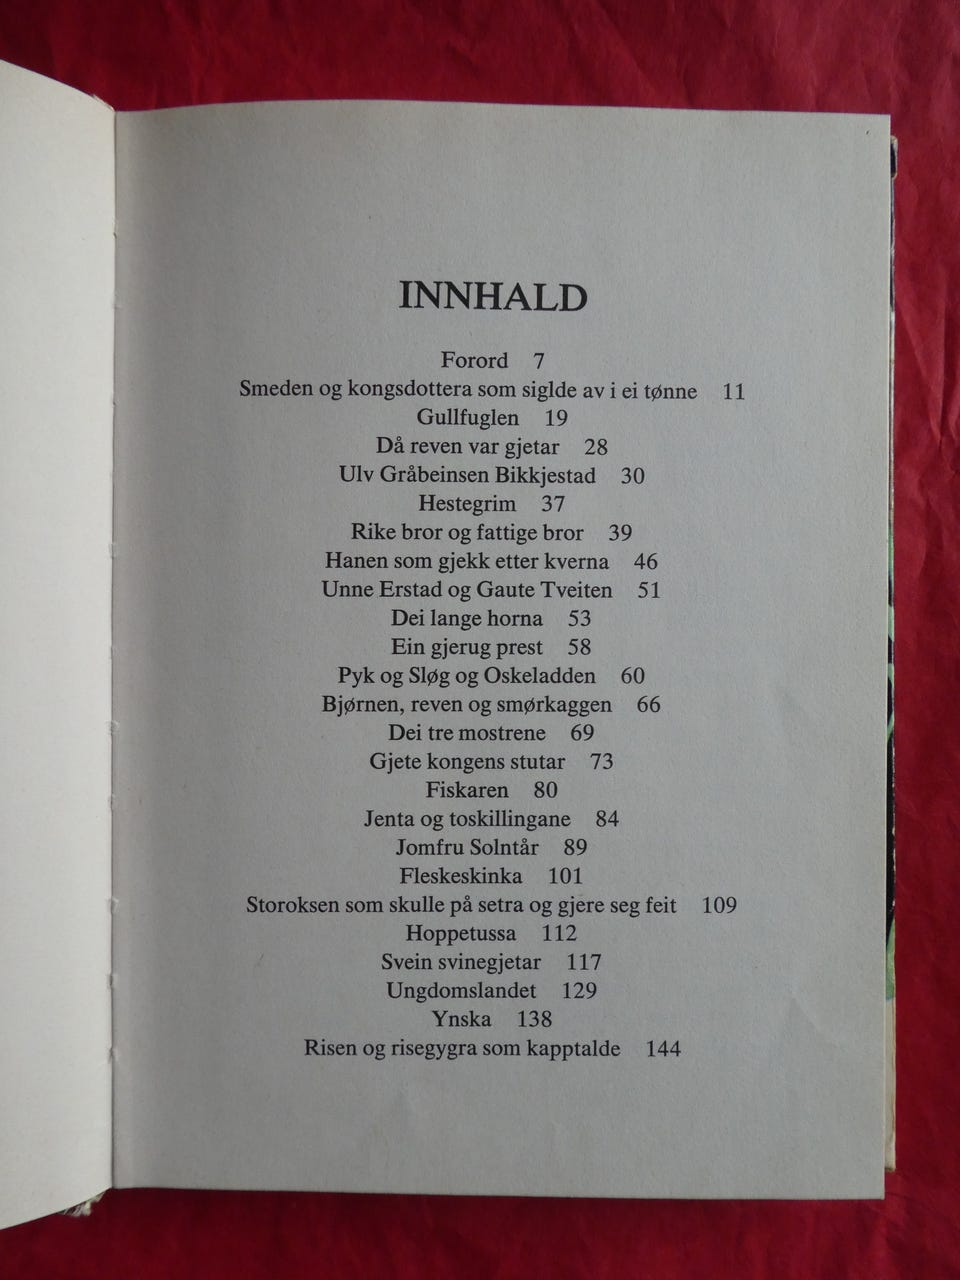 INNHALD
Forord 7
Smeden og kongsdottera som siglde av i ei tønne 11
Gullfuglen 19
Då reven var gjetar 28
Ulv Gråbeinsen Bikkjestad 30
Hestegrim 37
Rike bror og fattige bror 39
Hanen som gjekk etter kverna 46
Unne Erstad og Gaute Tveiten 51
Dei lange horna 53
Ein gjerug prest 58
Pyk og Sløg og Oskeladden 60
Bjørnen, reven og smørkaggen 66
Dei tre mostrene 69
Gjete kongens stutar 73
Fiskaren 80
Jenta og toskillingane 84
Jomfru Solntår 89
Fleskeskinka 101
Storoksen som skulle på setra og gjere seg feit 109
Hoppetussa 112
Svein svinegjetar 117
Ungdomslandet 129
Ynska 138
Risen og risegygra som kapptalde 144